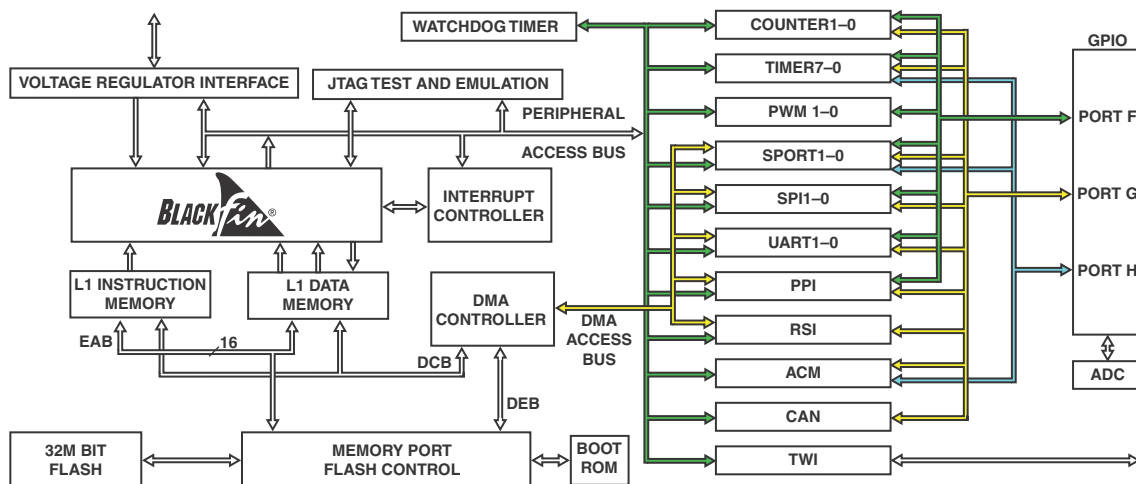 WATCHDOG TIMER
VOLTAGE REGULATOR INTERFACE
JTAG TEST AND EMULATION
PERIPHERAL
ACCESS BUS
BLACKfin®
INTERRUPT
CONTROLLER
L1 INSTRUCTION
MEMORY
L1 DATA
MEMORY
DMA
CONTROLLER
EAB
16
DCB
DMA
ACCESS
BUS
DEB
32M BIT
FLASH
MEMORY PORT
FLASH CONTROL
BOOT
ROM
COUNTER1–0
TIMER7–0
PWM 1–0
SPORT1–0
SPI1–0
UART1–0
PPI
RSI
ACM
CAN
TWI
GPIO
PORT F
PORT G
PORT H
ADC